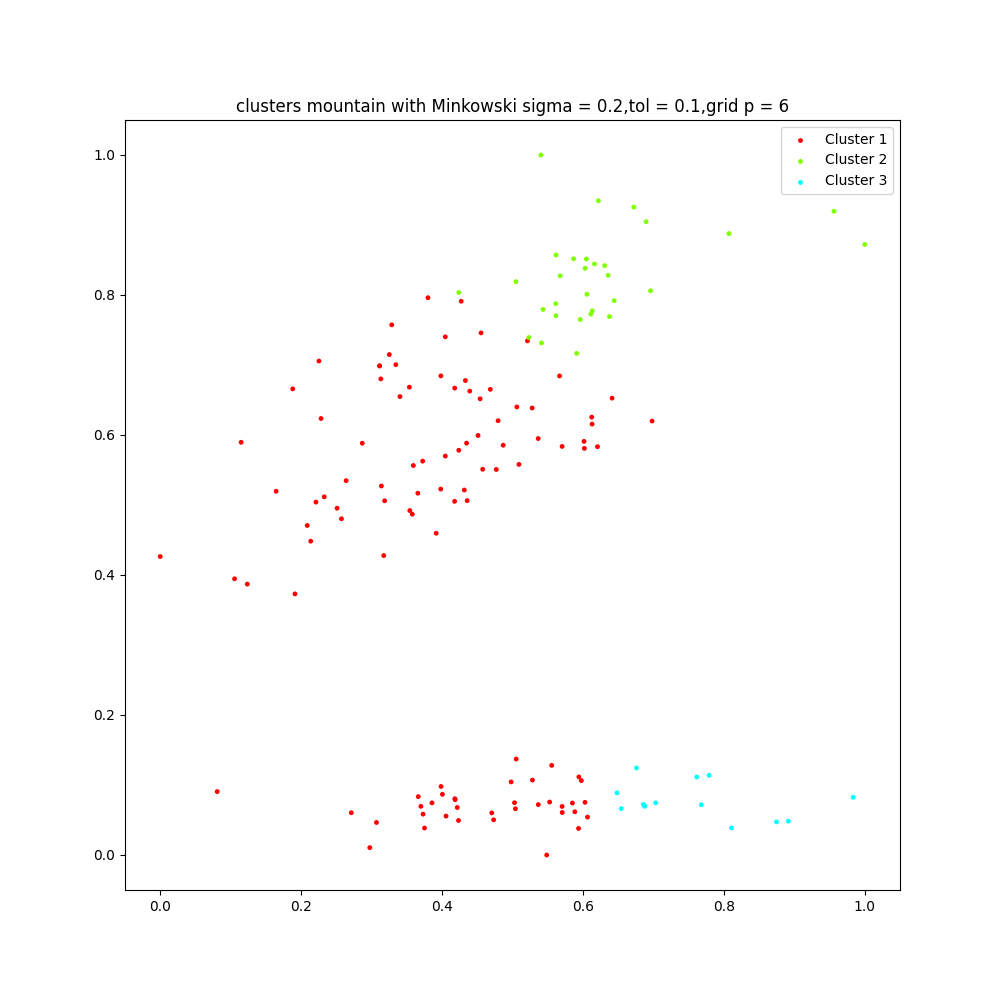 clusters mountain with Minkowski sigma = 0.2,tol = 0.1,grid p = 6
Cluster 1
Cluster 2
Cluster 3
1.0
0.8
0.6
0.4
0.2
0.0
0.0 0.2 0.4 0.6 0.8 1.0